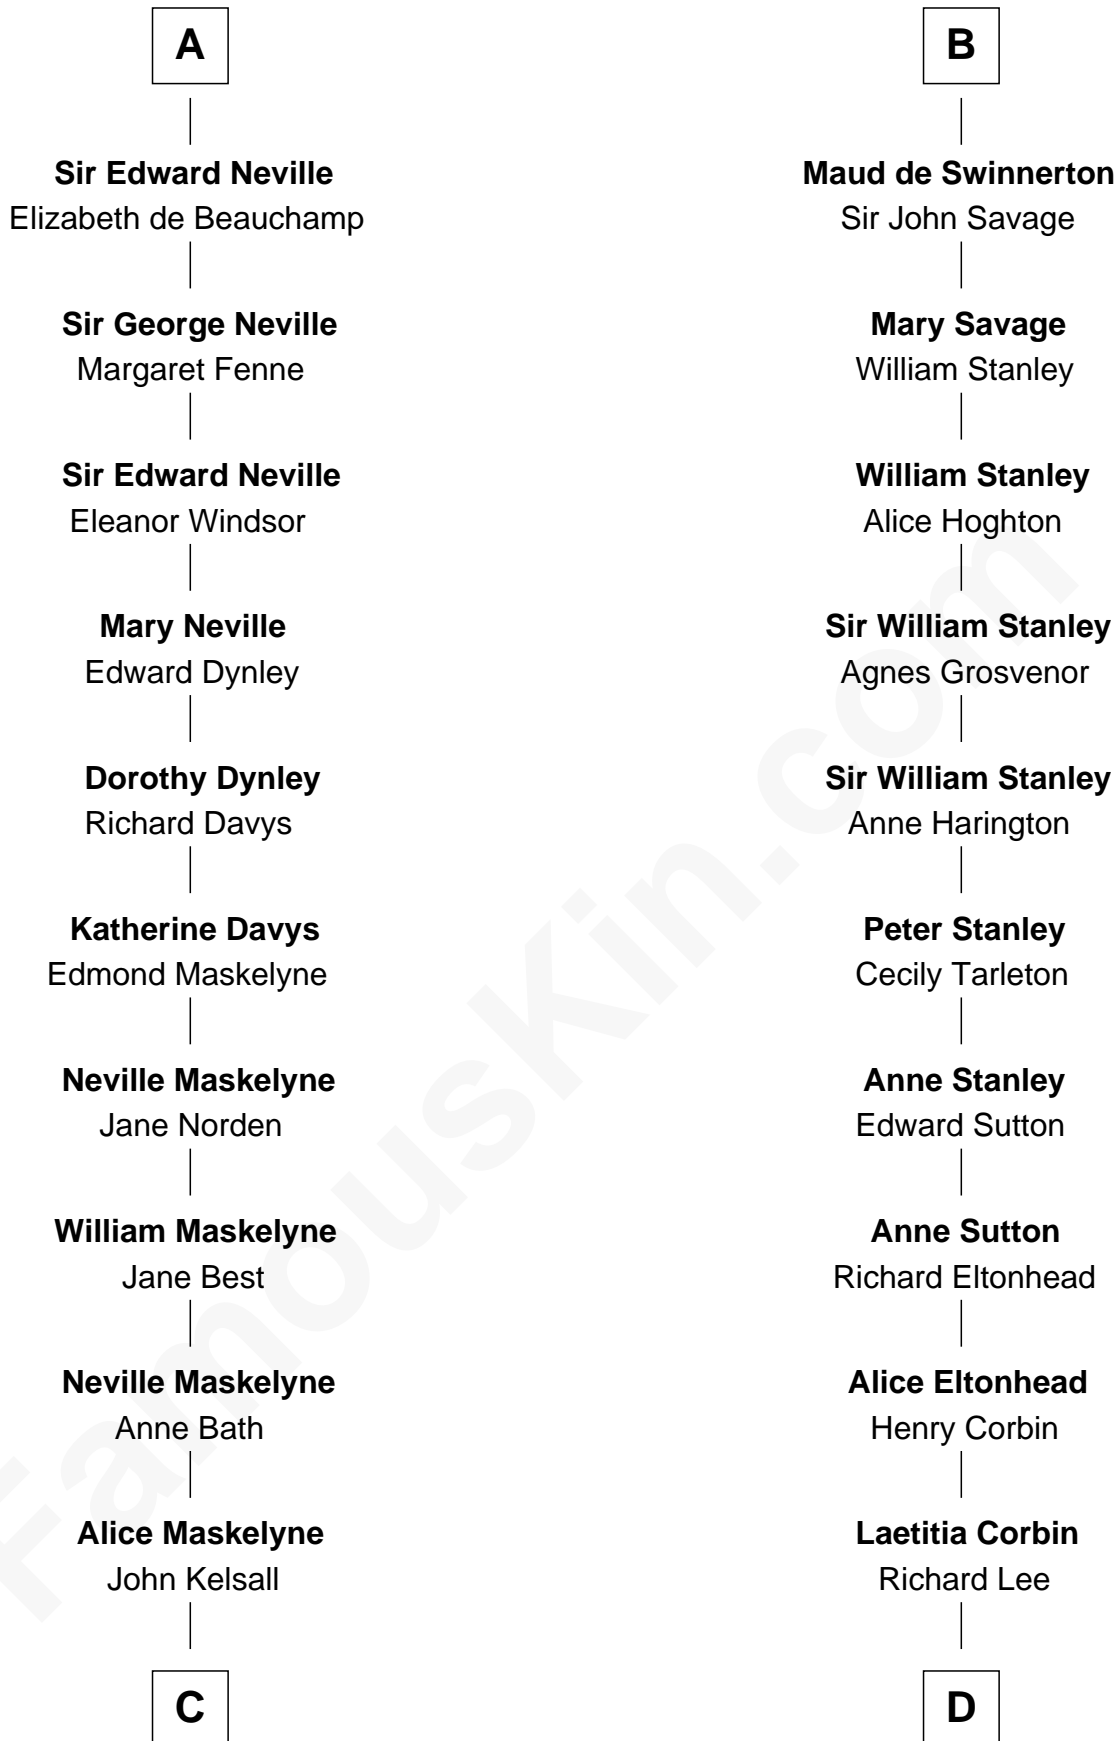 A
Sir Edward Neville
Elizabeth de Beauchamp
Sir George Neville
Margaret Fenne
Sir Edward Neville
Eleanor Windsor
Mary Neville
Edward Dynley
Dorothy Dynley
Richard Davys
Katherine Davys
Edmond Maskelyne
Neville Maskelyne
Jane Norden
William Maskelyne
Jane Best
Neville Maskelyne
Anne Bath
Alice Maskelyne
John Kelsall
C
B
Maud de Swinnerton
Sir John Savage
Mary Savage
William Stanley
William Stanley
Alice Hoghton
Sir William Stanley
Agnes Grosvenor
Sir William Stanley
Anne Harington
Peter Stanley
Cecily Tarleton
Anne Stanley
Edward Sutton
Anne Sutton
Richard Eltonhead
Alice Eltonhead
Henry Corbin
Laetitia Corbin
Richard Lee
D
FamousKin.com